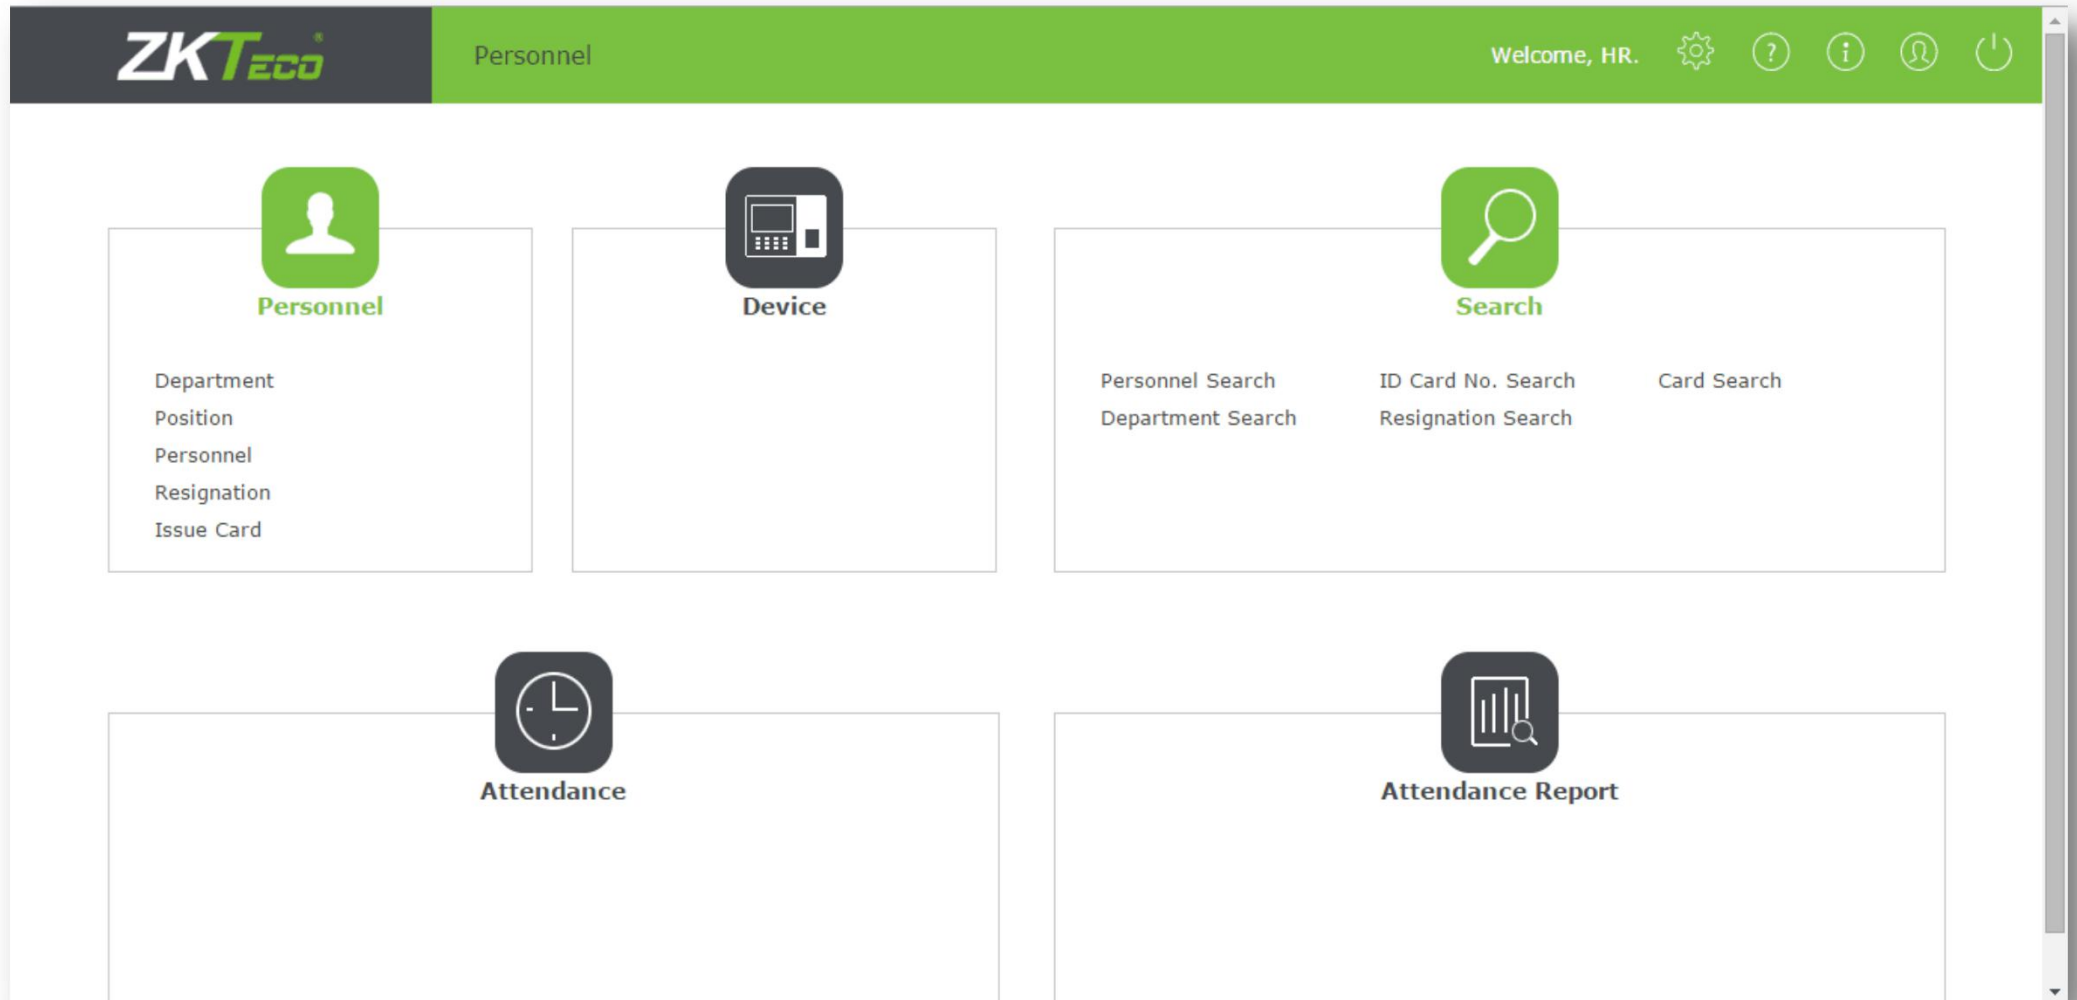 ZKTeco®
Personnel
Welcome, HR.
Personnel
Department
Position
Personnel
Resignation
Issue Card
Device
Search
Personnel Search
ID Card No. Search
Card Search
Department Search
Resignation Search
Attendance
Attendance Report